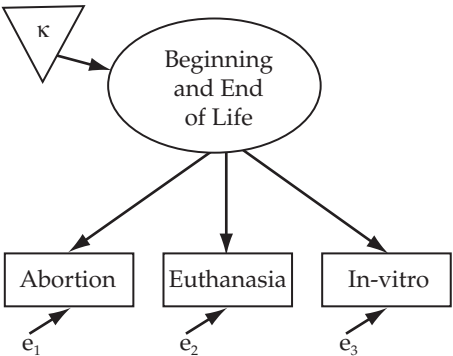 κ
Beginning
and End
of Life
Abortion
Euthanasia
In-vitro
e₁
e₂
e₃